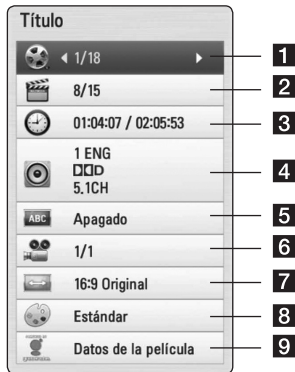 Título
1/18
1
8/15
2
01:04:07 / 02:05:53
3
1 ENG
D
5.1CH
4
ABC
Apagado
5
1/1
6
16:9 Original
7
Estándar
8
Datos de la película
9